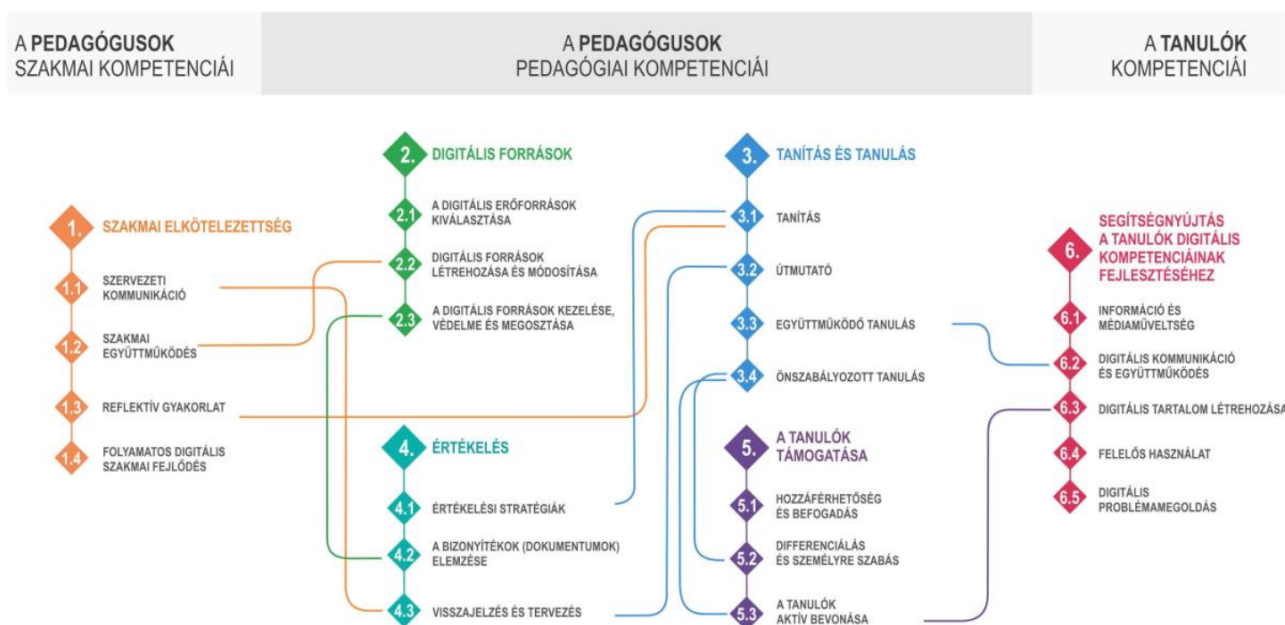 A PEDAGÓGUSOK
SZAKMAI KOMPETENCIÁI
A PEDAGÓGUSOK
PEDAGÓGIAI KOMPETENCIÁI
A TANULÓK
KOMPETENCIÁI
1.
SZAKMAI ELKÖTELEZETTSÉG
1.1
SZERVEZETI
KOMMUNIKÁCIÓ
1.2
SZAKMAI
EGYÜTTMŰKÖDÉS
1.3
REFLEKTÍV GYAKORLAT
1.4
FOLYAMATOS DIGITÁLIS
SZAKMAI FEJLŐDÉS
2.
DIGITÁLIS FORRÁSOK
2.1
A DIGITÁLIS ERŐFORRÁSOK
KIVÁLASZTÁSA
2.2
DIGITÁLIS FORRÁSOK
LÉTREHOZÁSA ÉS MÓDOSÍTÁSA
2.3
A DIGITÁLIS FORRÁSOK KEZELÉSE,
VÉDELME ÉS MEGOSZTÁSA
3.
TANÍTÁS ÉS TANULÁS
3.1
TANÍTÁS
3.2
ÚTMUTATÓ
3.3
EGYÜTTMŰKÖDŐ TANULÁS
3.4
ÖNSZABÁLYOZOTT TANULÁS
4.
ÉRTÉKELÉS
4.1
ÉRTÉKELÉSI STRATÉGIÁK
4.2
A BIZONYÍTÉKOK (DOKUMENTUMOK)
ELEMZÉSE
4.3
VISSZAJELZÉS ÉS TERVEZÉS
5.
A TANULÓK
TÁMOGATÁSA
5.1
HOZZÁFÉRHETŐSÉG
ÉS BEFOGADÁS
5.2
DIFFERENCIÁLÁS
ÉS SZEMÉLYRE SZABÁS
5.3
A TANULÓK
AKTÍV BEVONÁSA
6.
SEGÍTSÉGNYÚJTÁS
A TANULÓK DIGITÁLIS
KOMPETENCIÁINAK
FEJLESZTÉSÉHEZ
6.1
INFORMÁCIÓ ÉS
MÉDIAMŰVELTSÉG
6.2
DIGITÁLIS KOMMUNIKÁCIÓ
ÉS EGYÜTTMŰKÖDÉS
6.3
DIGITÁLIS TARTALOM LÉTREHOZÁSA
6.4
FELELŐS HASZNÁLAT
6.5
DIGITÁLIS
PROBLÉMAMEGOLDÁS